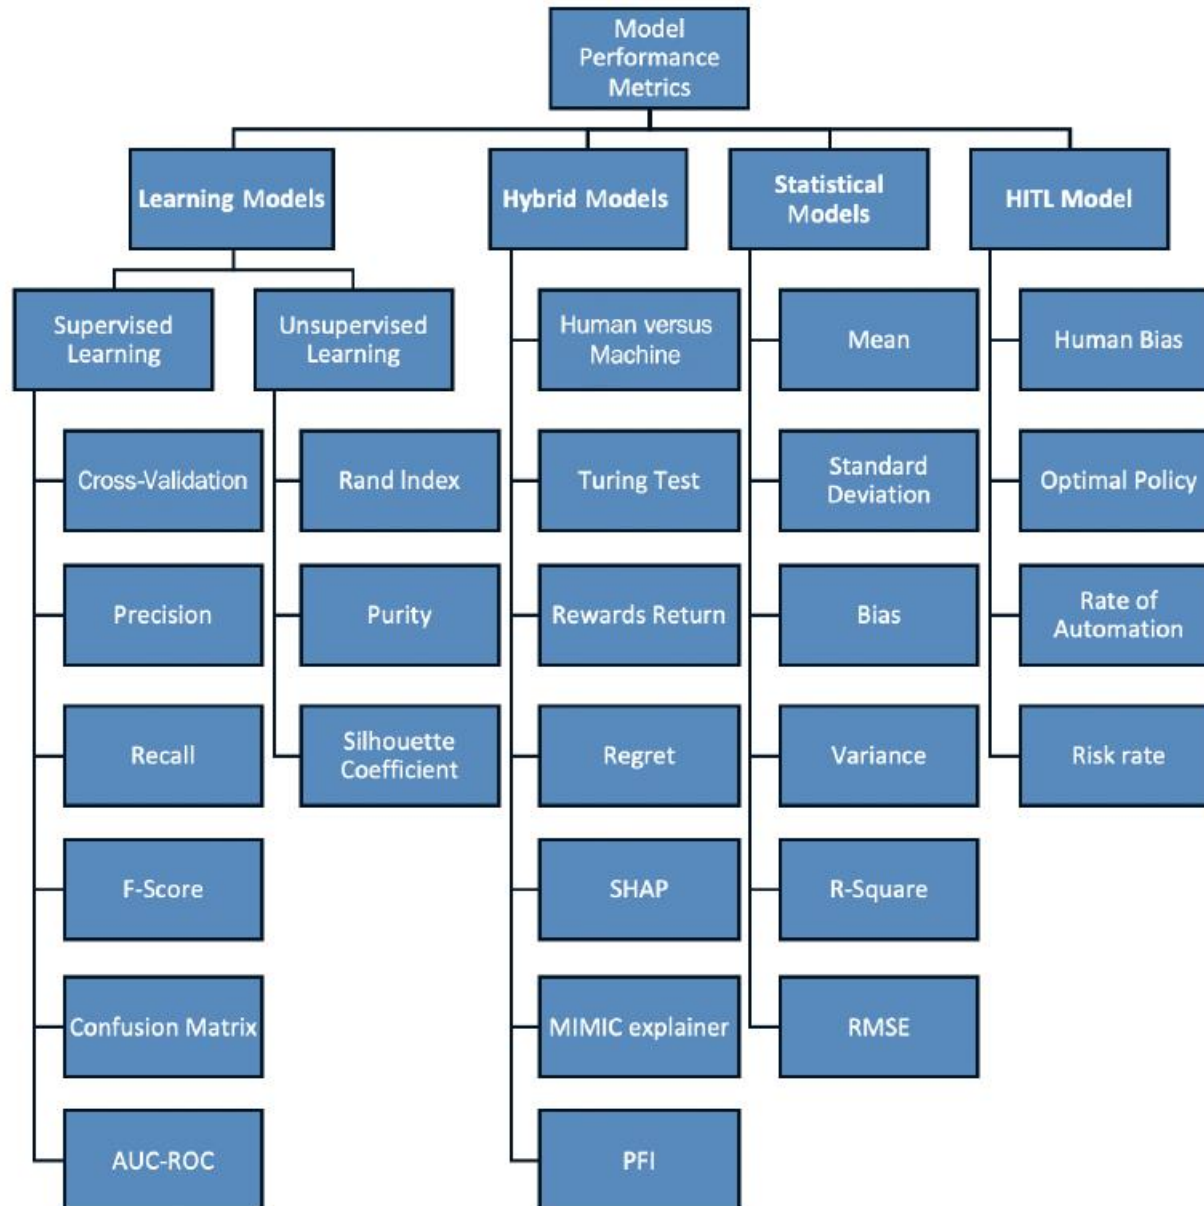 Model
Performance
Metrics
Learning Models
Hybrid Models
Statistical
Models
HITL Model
Supervised
Learning
Unsupervised
Learning
Human versus
Machine
Mean
Human Bias
Cross-Validation
Rand Index
Turing Test
Standard
Deviation
Optimal Policy
Precision
Purity
Rewards Return
Bias
Rate of
Automation
Recall
Silhouette
Coefficient
Regret
Variance
Risk rate
F-Score
SHAP
R-Square
Confusion Matrix
MIMIC explainer
RMSE
AUC-ROC
PFI